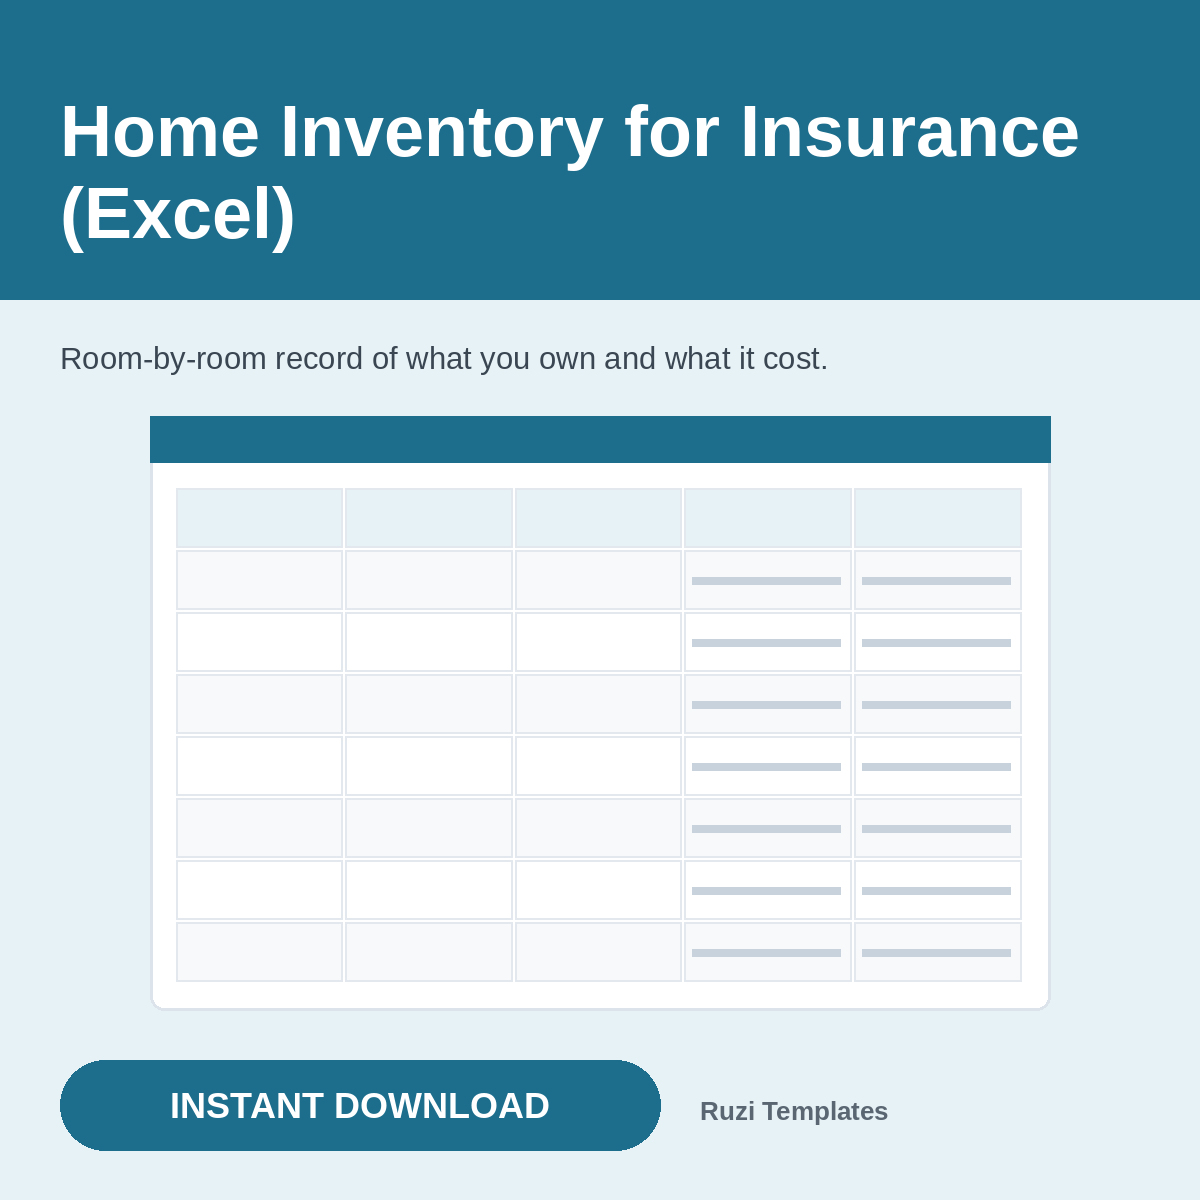 Home Inventory for Insurance
(Excel)
Room-by-room record of what you own and what it cost.
INSTANT DOWNLOAD
Ruzi Templates